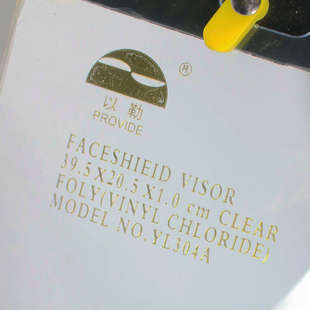 ®
以勒
PROVIDE
FACESHIEID VISOR
39.5X20.5X1.0 cm CLEAR
FOLY(VINYL CHLORIDE)
MODEL NO.YL304A